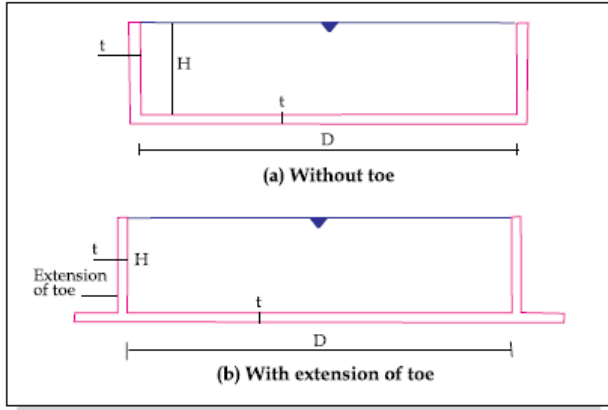 t
H
t
D
(a) Without toe
t
H
Extension
of toe
t
D
(b) With extension of toe